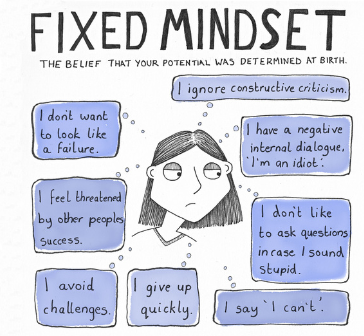 FIXED MINDSET
THE BELIEF THAT YOUR POTENTIAL WAS DETERMINED AT BIRTH.
I ignore constructive criticism.
I don't want
to look like
a failure.
I have a negative
internal dialogue,
'I'm an idiot'.
I feel threatened
by other peoples
success.
I don't like
to ask questions
in case I sound
stupid.
I avoid
challenges.
I give up
quickly.
I say 'I can't'.